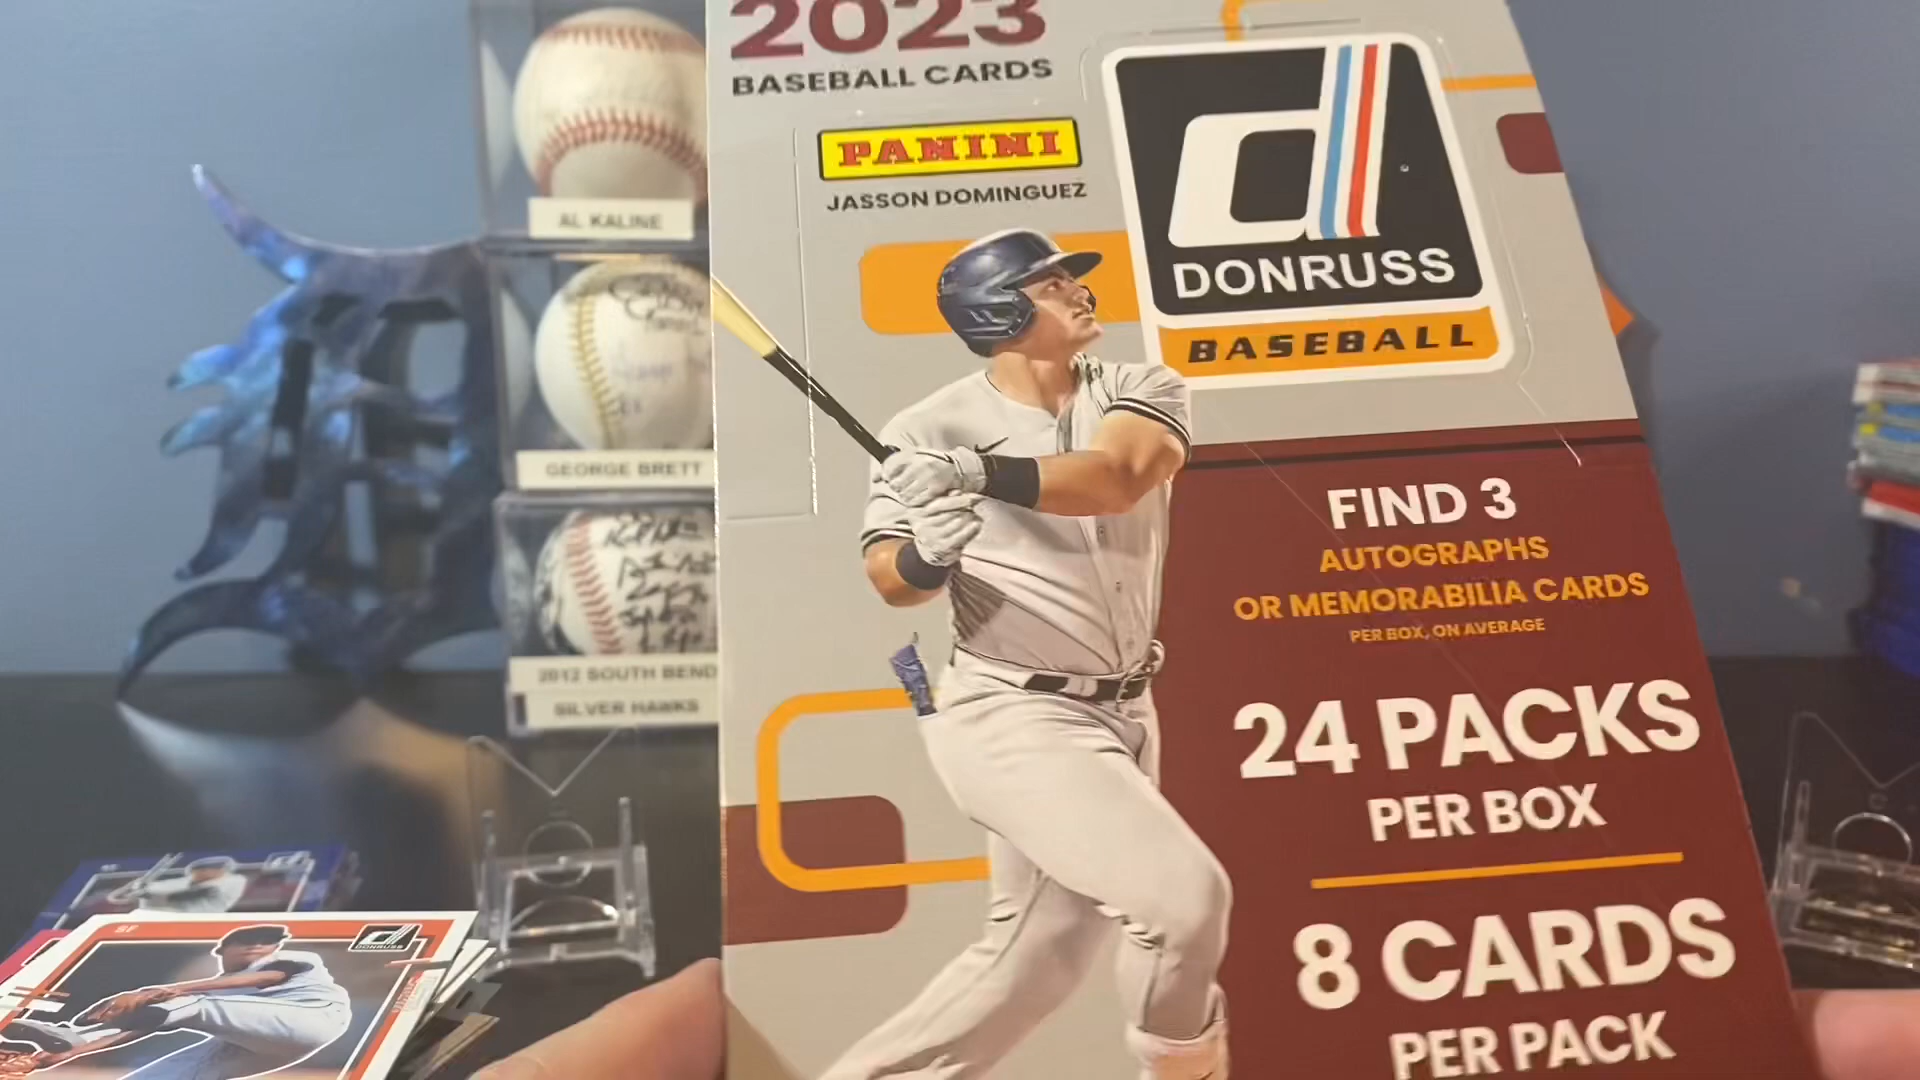 2023
BASEBALL CARDS
PANINI
JASSON DOMINGUEZ
d
DONRUSS
BASEBALL
FIND 3
AUTOGRAPHS
OR MEMORABILIA CARDS
PER BOX, ON AVERAGE
24 PACKS
PER BOX
8 CARDS
PER PACK
AL KALINE
GEORGE BRETT
2012 SOUTH BEND
SILVER HAWKS
SF
DONRUSS